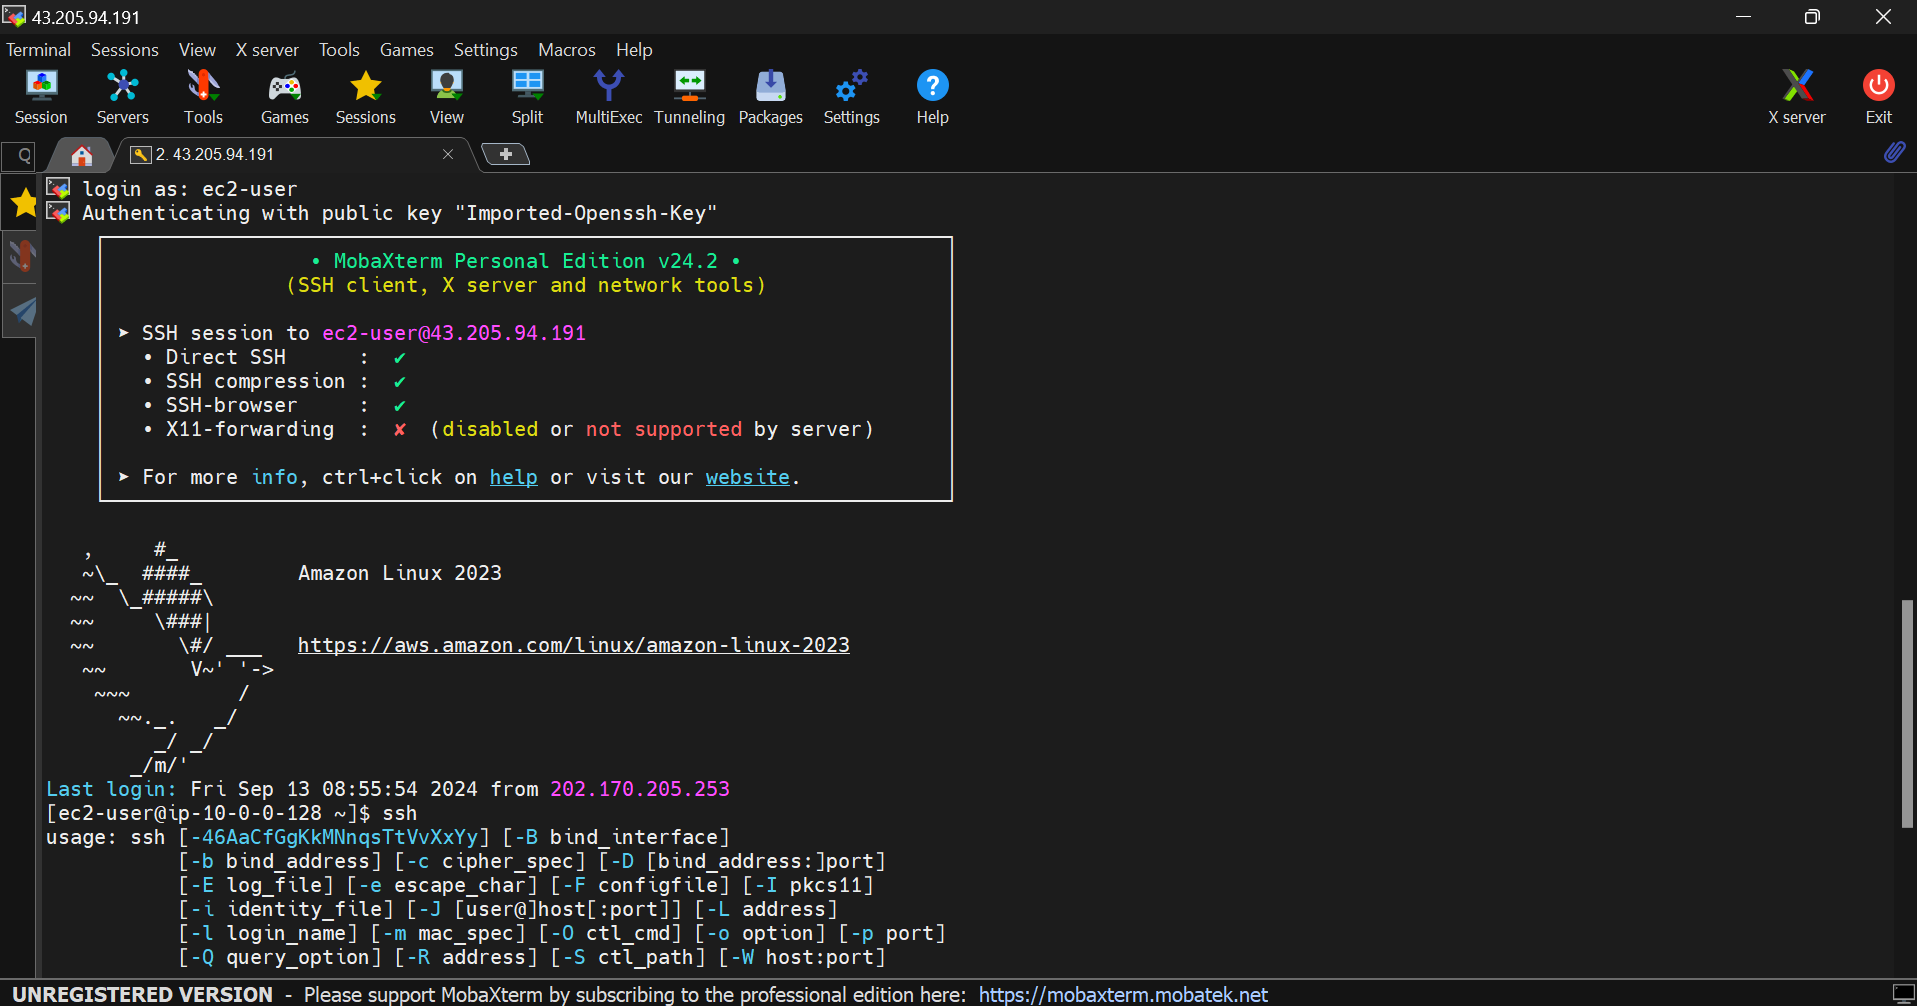 43.205.94.191
Terminal Sessions View X server Tools Games Settings Macros Help
Session Servers Tools Games Sessions View Split MultiExec Tunneling Packages Settings Help X server Exit
2. 43.205.94.191
login as: ec2-user
Authenticating with public key "Imported-Openssh-Key"
• MobaXterm Personal Edition v24.2 •
(SSH client, X server and network tools)
➤ SSH session to ec2-user@43.205.94.191
• Direct SSH      :  ✔
• SSH compression :  ✔
• SSH-browser     :  ✔
• X11-forwarding  :  ✘  (disabled or not supported by server)
➤ For more info, ctrl+click on help or visit our website.
   ,     #_
   ~\_  ####_        Amazon Linux 2023
  ~~  \_#####\
  ~~     \###|
  ~~       \#/ ___   https://aws.amazon.com/linux/amazon-linux-2023
   ~~       V~' '->
    ~~~         /
      ~~._.   _/
         _/ _/
       _/m/'
Last login: Fri Sep 13 08:55:54 2024 from 202.170.205.253
[ec2-user@ip-10-0-0-128 ~]$ ssh
usage: ssh [-46AaCfGgKkMNnqsTtVvXxYy] [-B bind_interface]
           [-b bind_address] [-c cipher_spec] [-D [bind_address:]port]
           [-E log_file] [-e escape_char] [-F configfile] [-I pkcs11]
           [-i identity_file] [-J [user@]host[:port]] [-L address]
           [-l login_name] [-m mac_spec] [-O ctl_cmd] [-o option] [-p port]
           [-Q query_option] [-R address] [-S ctl_path] [-W host:port]
UNREGISTERED VERSION - Please support MobaXterm by subscribing to the professional edition here: https://mobaxterm.mobatek.net